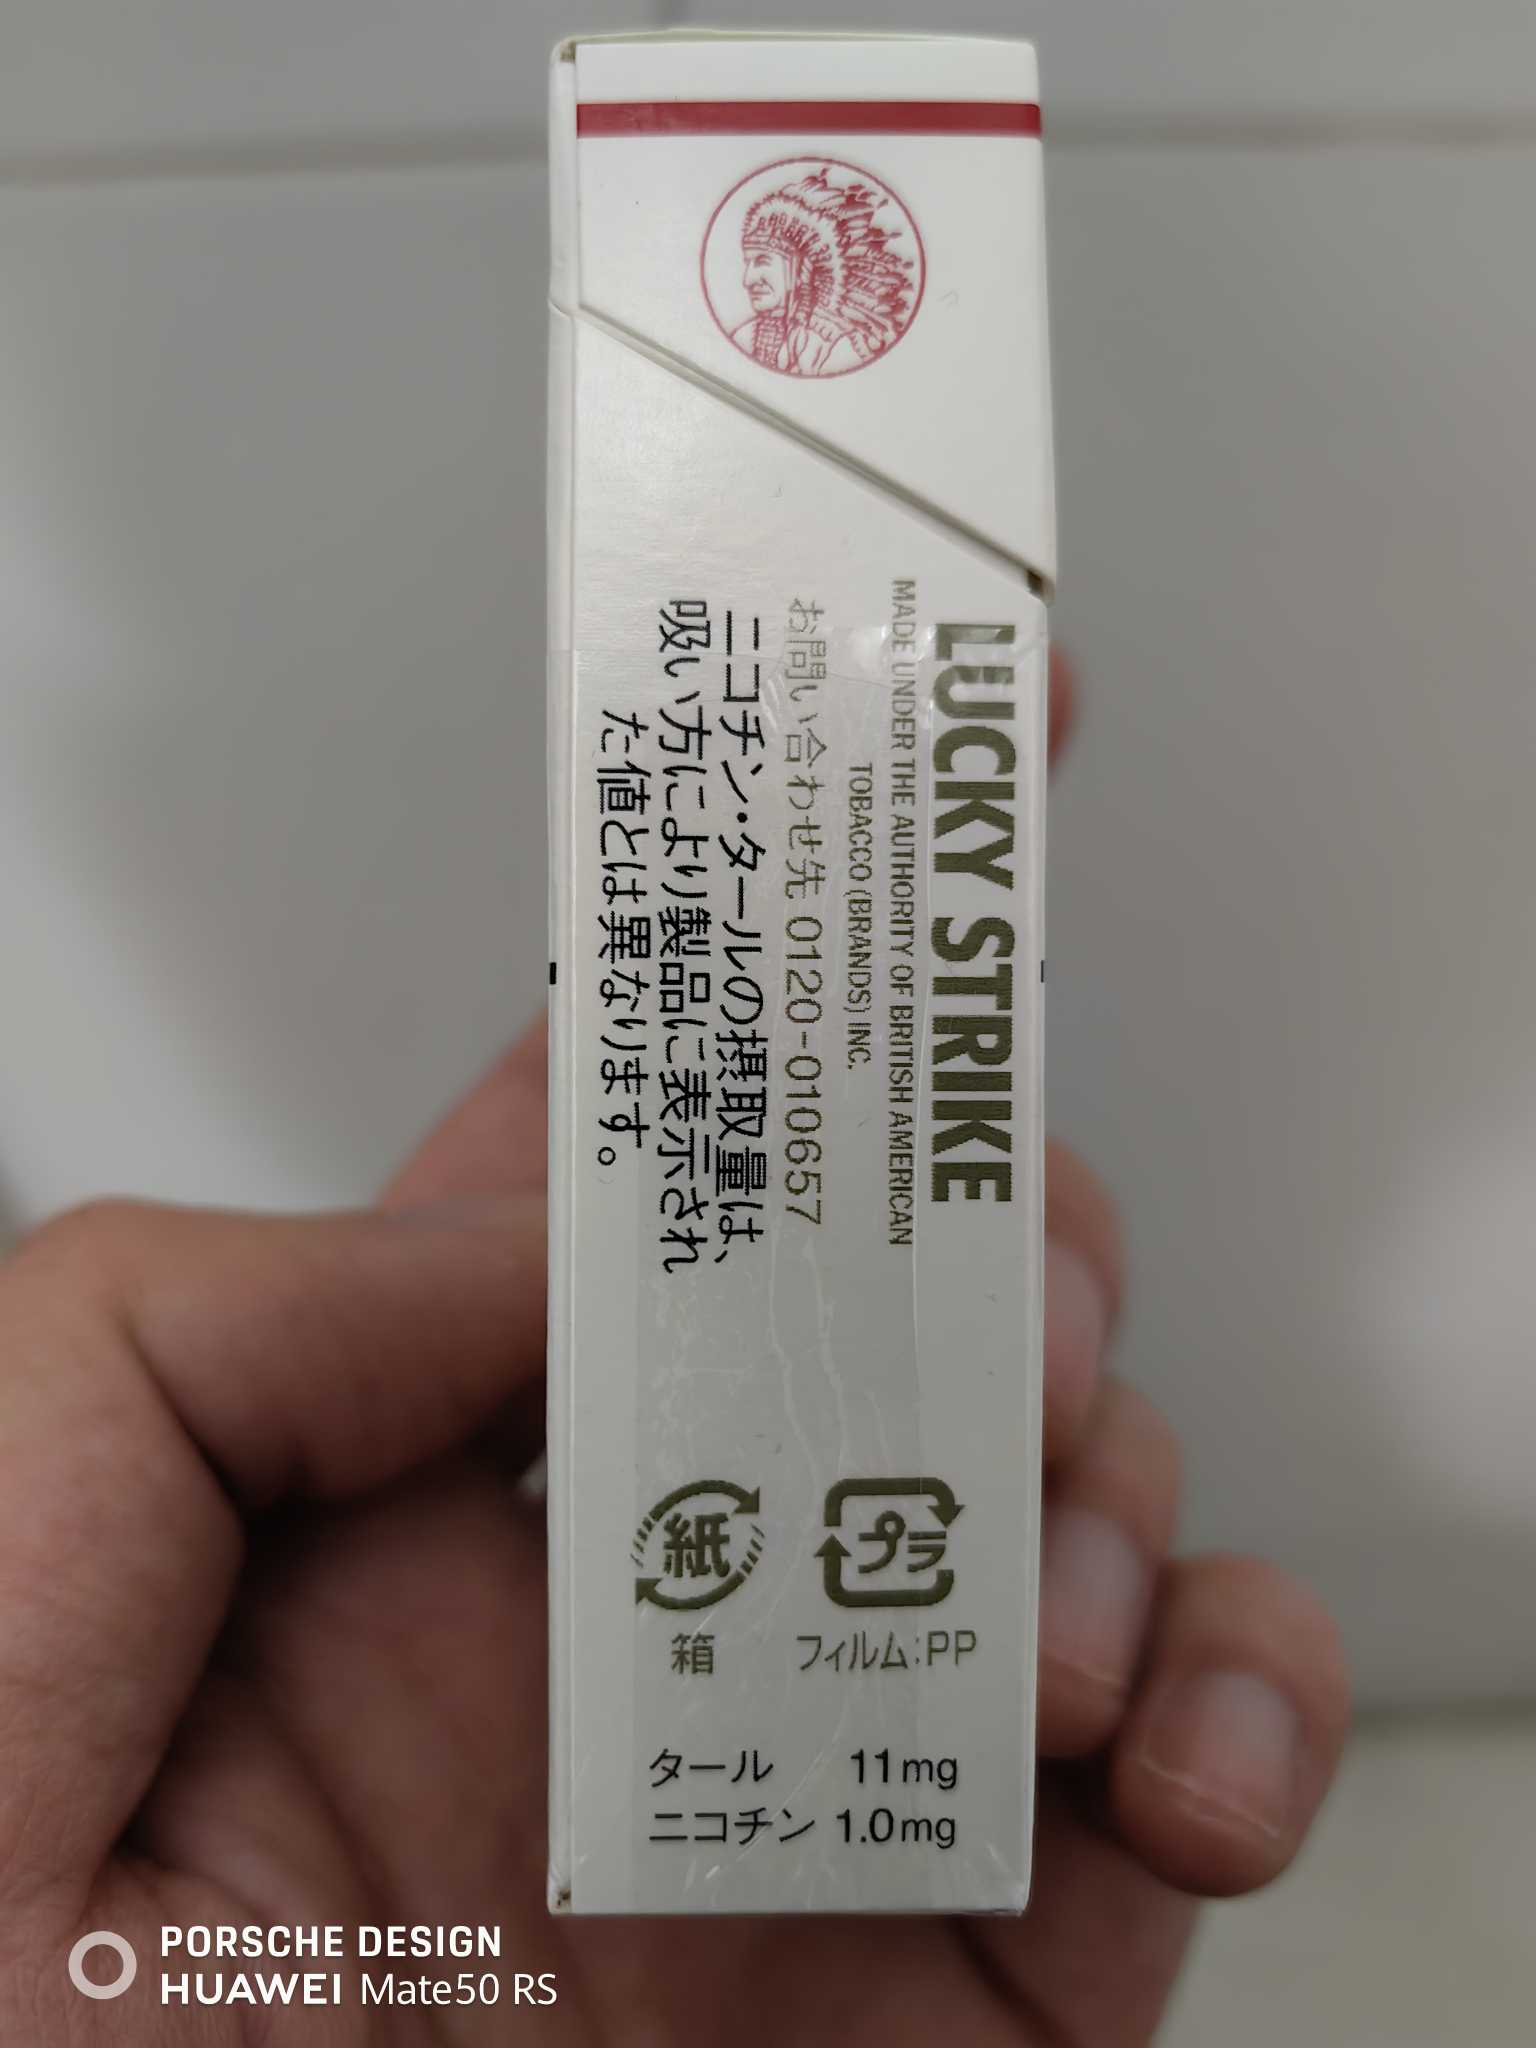 LUCKY STRIKE
MADE UNDER THE AUTHORITY OF BRITISH AMERICAN
TOBACCO (BRANDS) INC.
お問い合わせ先 0120-010657
ニコチン・タールの摂取量は、
吸い方により製品に表示され
た値とは異なります。
紙
プラ
箱
フィルム:PP
タール 11mg
ニコチン 1.0mg
PORSCHE DESIGN
HUAWEI Mate50 RS